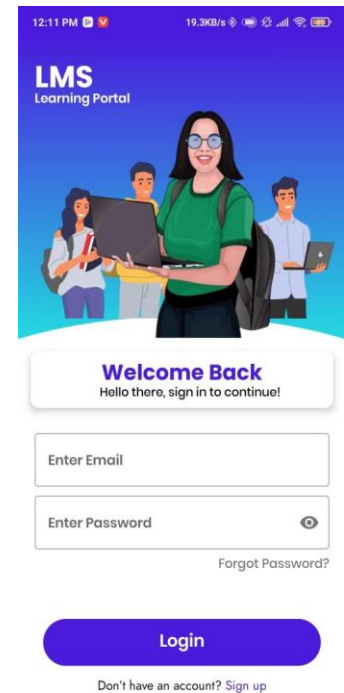 12:11 PM
19.3KB/s
LMS
Learning Portal
Welcome Back
Hello there, sign in to continue!
Enter Email
Enter Password
Forgot Password?
Login
Don't have an account? Sign up